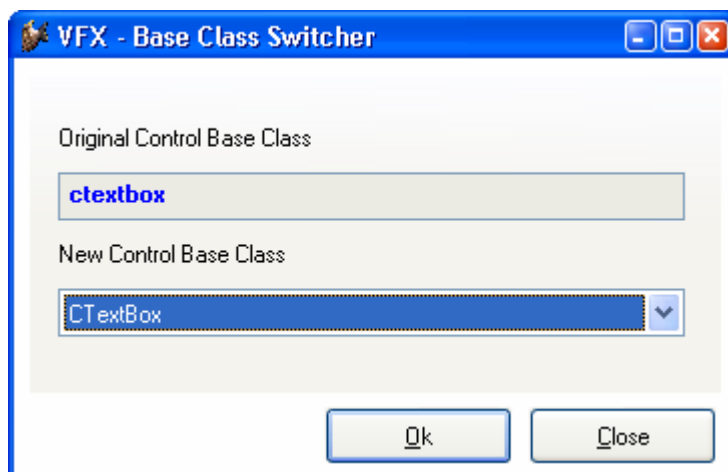 VFX - Base Class Switcher
Original Control Base Class
ctextbox
New Control Base Class
CTextBox
Ok Close